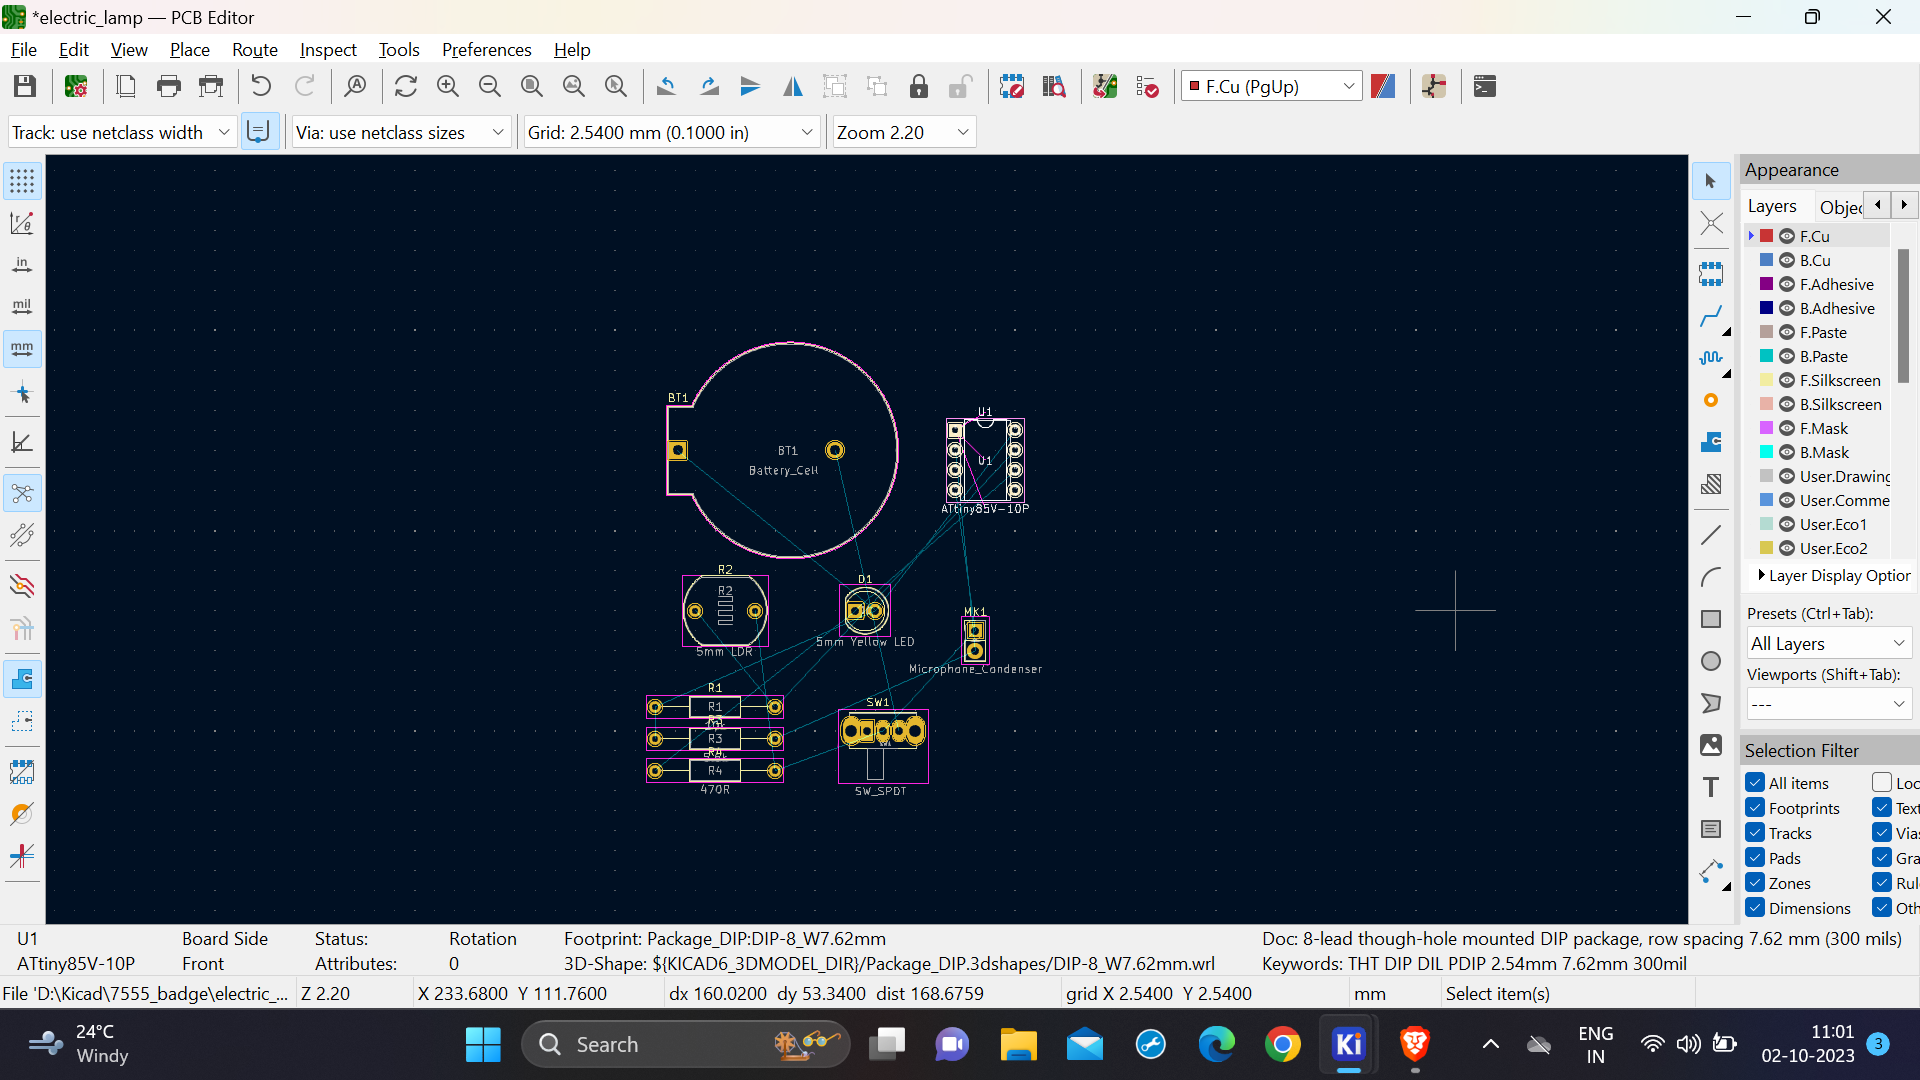 *electric_lamp — PCB Editor
File Edit View Place Route Inspect Tools Preferences Help
F.Cu (PgUp)
Track: use netclass width
Via: use netclass sizes
Grid: 2.5400 mm (0.1000 in)
Zoom 2.20
in
mil
mm
BT1
BT1
Battery_Cell
U1
U1
ATtiny85V-10P
R2
R2
5mm LDR
D1
5mm Yellow LED
MK1
Microphone_Condenser
R1
R1
R3
R3
R4
R4
470R
SW1
SW_SPDT
Appearance
Layers
Objec
F.Cu
B.Cu
F.Adhesive
B.Adhesive
F.Paste
B.Paste
F.Silkscreen
B.Silkscreen
F.Mask
B.Mask
User.Drawing
User.Comme
User.Eco1
User.Eco2
Layer Display Option
Presets (Ctrl+Tab):
All Layers
Viewports (Shift+Tab):
---
Selection Filter
All items Loc
Footprints Text
Tracks Vias
Pads Gra
Zones Rul
Dimensions Oth
U1 Board Side Status: Rotation Footprint: Package_DIP:DIP-8_W7.62mm Doc: 8-lead though-hole mounted DIP package, row spacing 7.62 mm (300 mils)
ATtiny85V-10P Front Attributes: 0 3D-Shape: ${KICAD6_3DMODEL_DIR}/Package_DIP.3dshapes/DIP-8_W7.62mm.wrl Keywords: THT DIP DIL PDIP 2.54mm 7.62mm 300mil
File 'D:\Kicad\7555_badge\electric_... Z 2.20 X 233.6800 Y 111.7600 dx 160.0200 dy 53.3400 dist 168.6759 grid X 2.5400 Y 2.5400 mm Select item(s)
24°C
Windy
Search
Ki
ENG
IN
11:01
02-10-2023
3